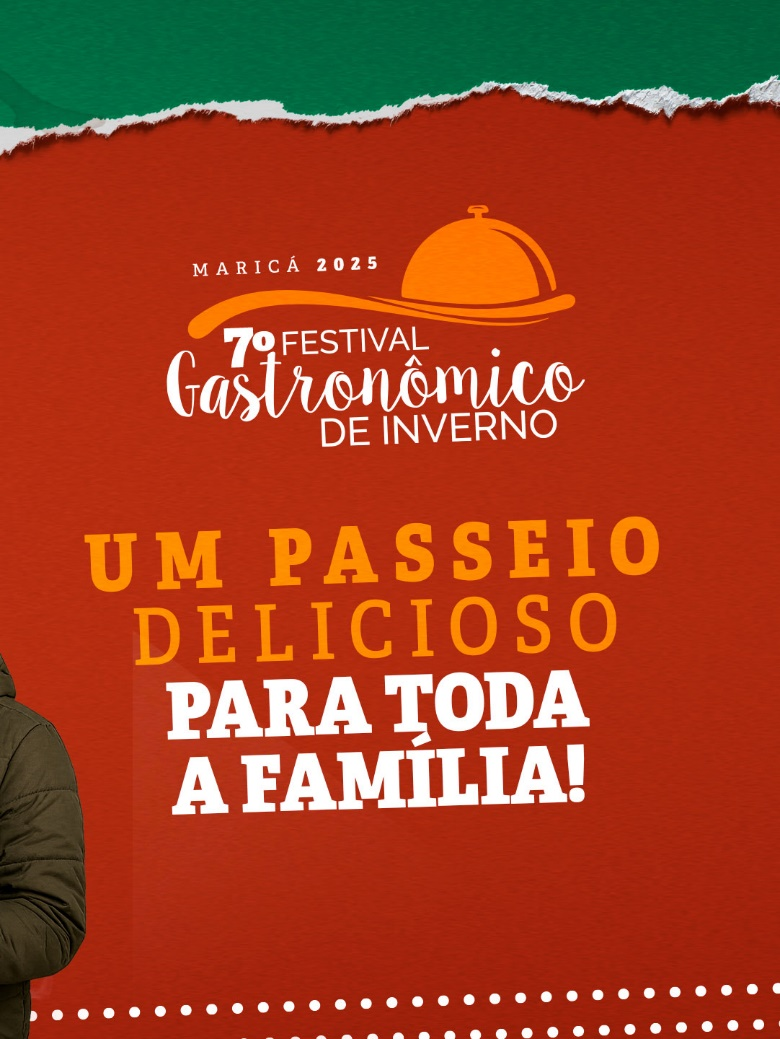 MARICÁ 2025
7º FESTIVAL
Gastronômico
DE INVERNO
UM PASSEIO
DELICIOSO
PARA TODA
A FAMÍLIA!